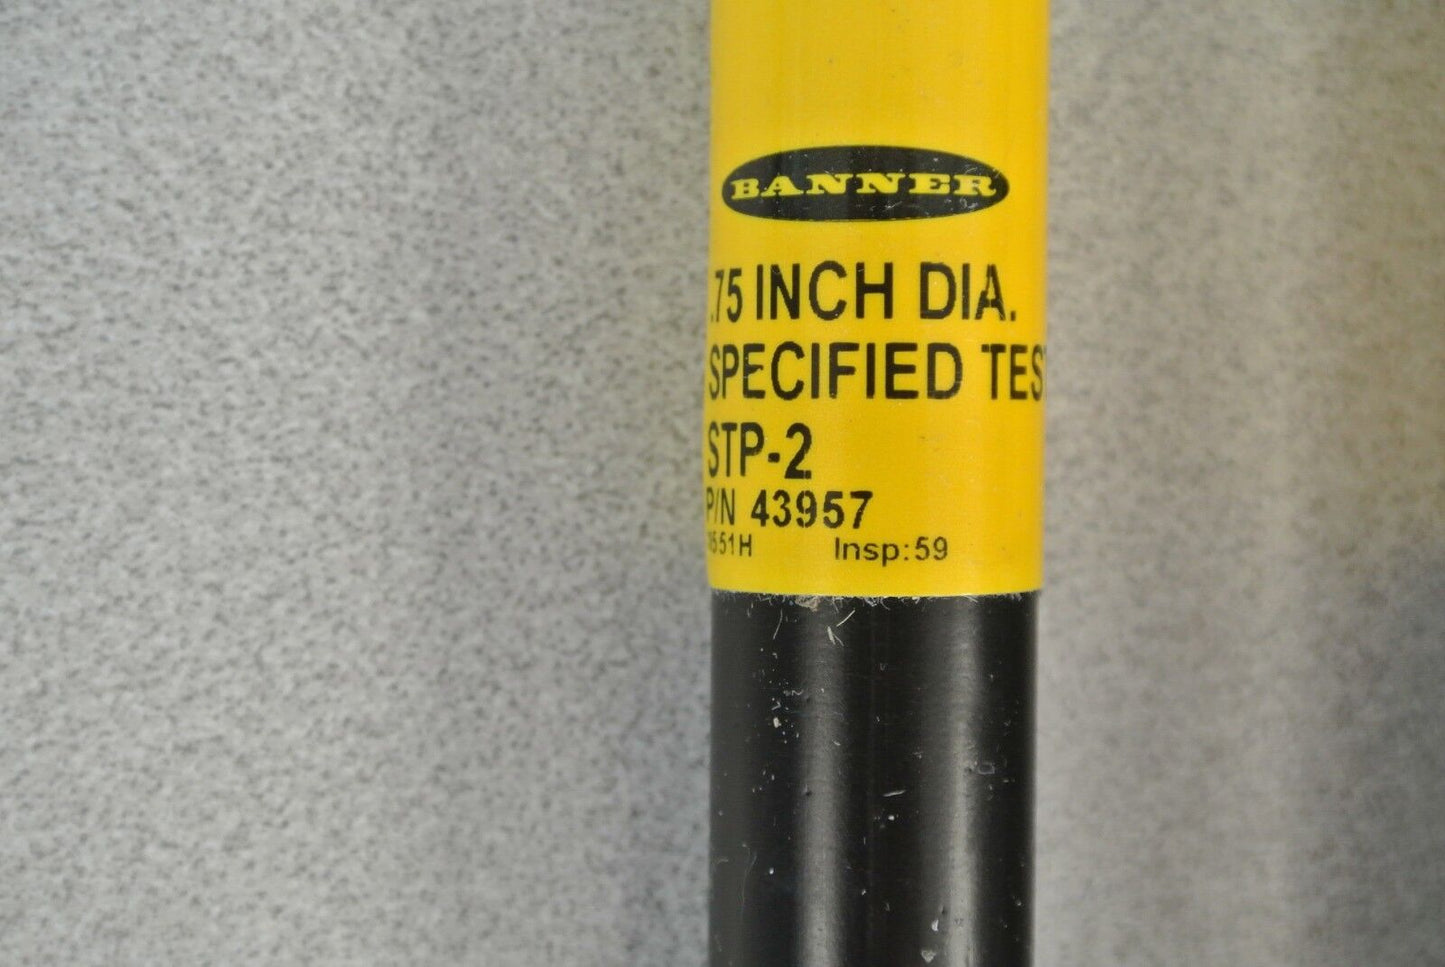 BANNER
.75 INCH DIA.
SPECIFIED TES
STP-2
P/N 43957
551H Insp:59